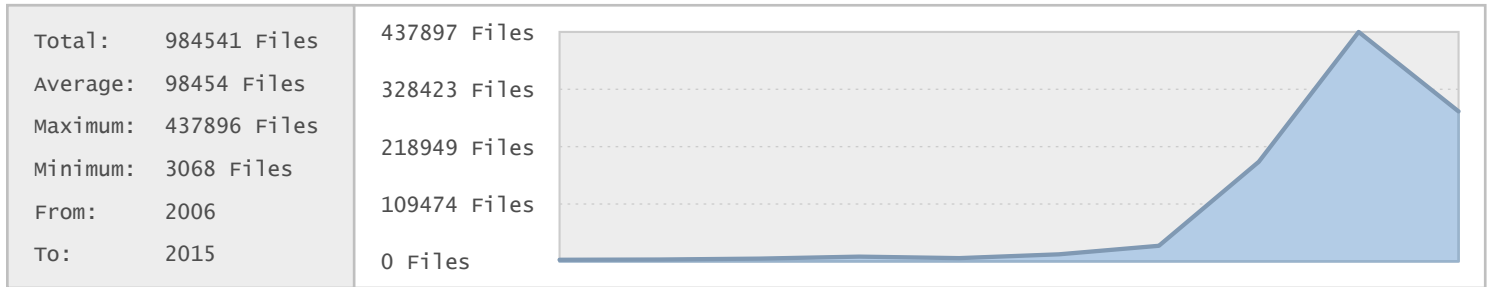 Total: 984541 Files
Average: 98454 Files
Maximum: 437896 Files
Minimum: 3068 Files
From: 2006
To: 2015
437897 Files
328423 Files
218949 Files
109474 Files
0 Files